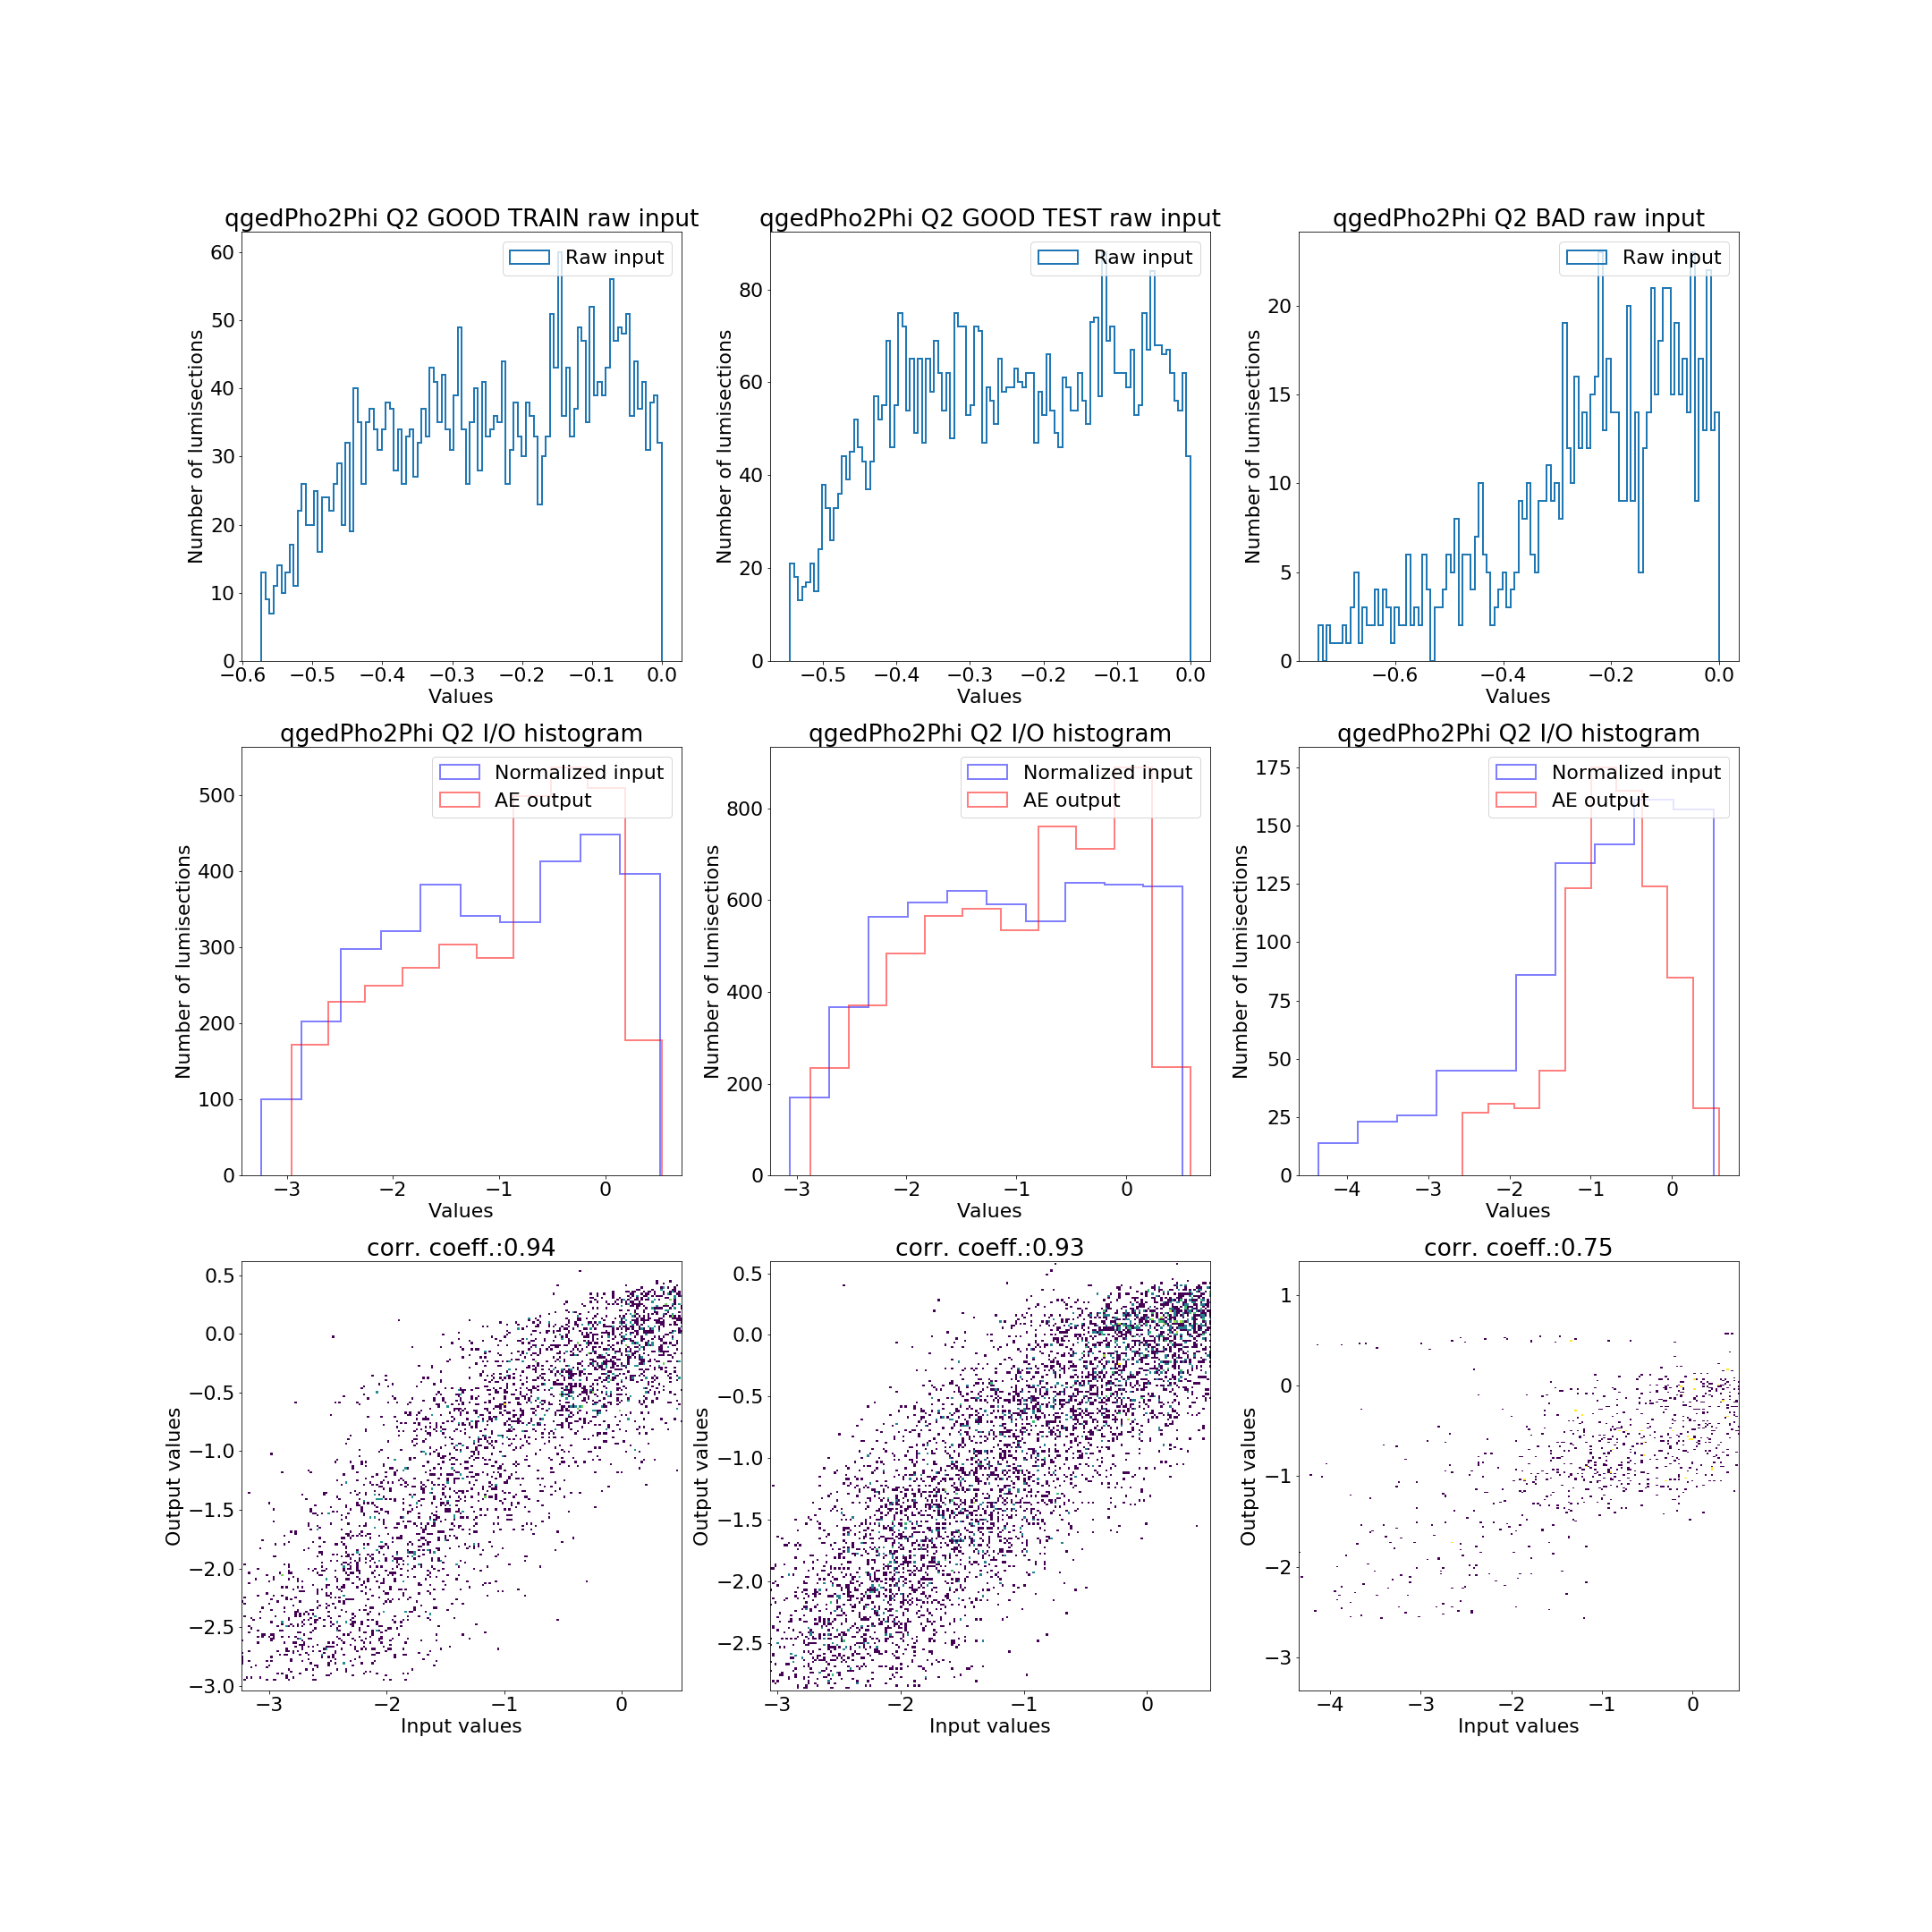 qgedPho2Phi Q2 GOOD TRAIN raw input
Raw input
Number of lumisections
60
50
40
30
20
10
0
−0.6 −0.5 −0.4 −0.3 −0.2 −0.1 0.0
Values
qgedPho2Phi Q2 GOOD TEST raw input
Raw input
Number of lumisections
80
60
40
20
0
−0.5 −0.4 −0.3 −0.2 −0.1 0.0
Values
qgedPho2Phi Q2 BAD raw input
Raw input
Number of lumisections
20
15
10
5
0
−0.6 −0.4 −0.2 0.0
Values
qgedPho2Phi Q2 I/O histogram
Normalized input
AE output
Number of lumisections
500
400
300
200
100
0
−3 −2 −1 0
Values
qgedPho2Phi Q2 I/O histogram
Normalized input
AE output
Number of lumisections
800
600
400
200
0
−3 −2 −1 0
Values
qgedPho2Phi Q2 I/O histogram
Normalized input
AE output
Number of lumisections
175
150
125
100
75
50
25
0
−4 −3 −2 −1 0
Values
corr. coeff.:0.94
Output values
0.5
0.0
−0.5
−1.0
−1.5
−2.0
−2.5
−3.0
−3 −2 −1 0
Input values
corr. coeff.:0.93
Output values
0.5
0.0
−0.5
−1.0
−1.5
−2.0
−2.5
−3 −2 −1 0
Input values
corr. coeff.:0.75
Output values
1
0
−1
−2
−3
−4 −3 −2 −1 0
Input values